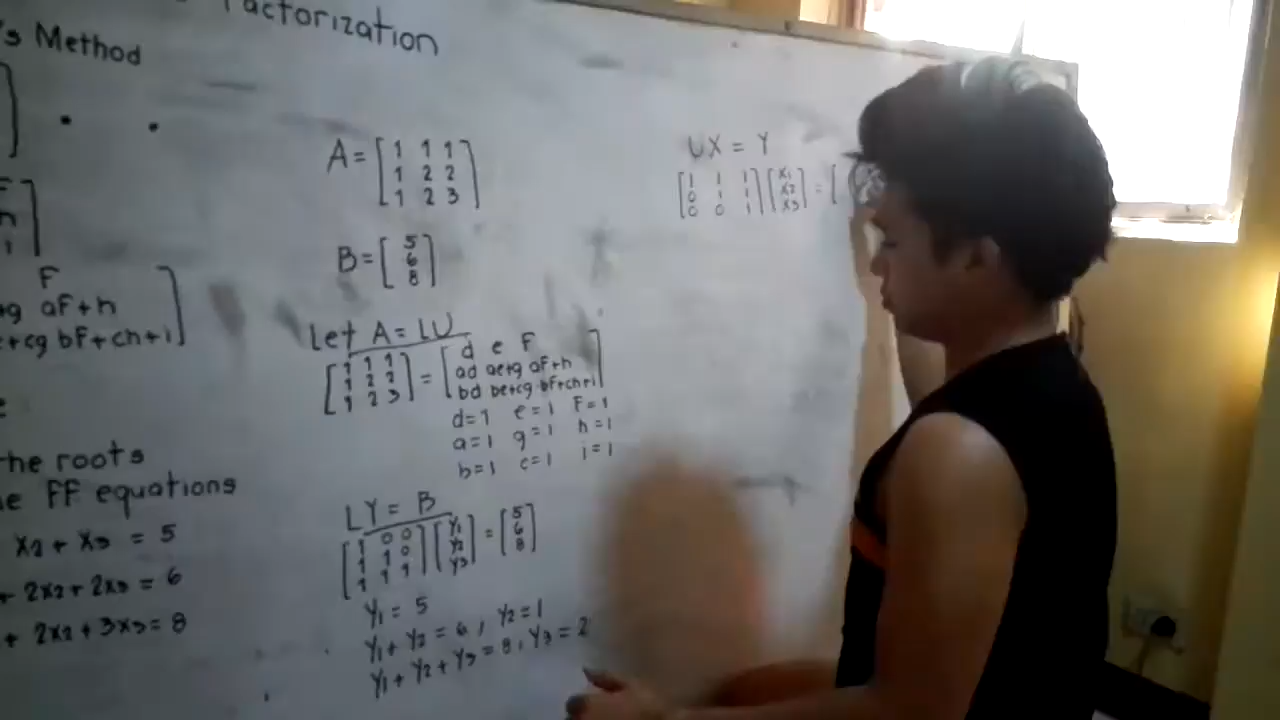 Factorization
's Method
F
aF+h
+cg bF+ch+i
the roots
FF equations
x2 + x3 = 5
+ 2x2 + 2x3 = 6
+ 2x2 + 3x3 = 8
A = [ 1 1 1
1 2 2
1 2 3 ]
B = [ 5
6
8 ]
Let A = LU
[ 1 1 1
1 2 2
1 2 3 ] = [ d e F
ad ae+g aF+h
bd be+cg bF+ch+i ]
d=1 e=1 F=1
a=1 g=1 h=1
b=1 c=1 i=1
LY = B
[ 1 0 0
1 1 0
1 1 1 ] [ Y1
Y2
Y3 ] = [ 5
6
8 ]
Y1 = 5
Y1 + Y2 = 6, Y2 = 1
Y1 + Y2 + Y3 = 8, Y3 = 2
UX = Y
[ 1 1 1
0 1 1
0 0 1 ] [ x1
x2
x3 ] = [